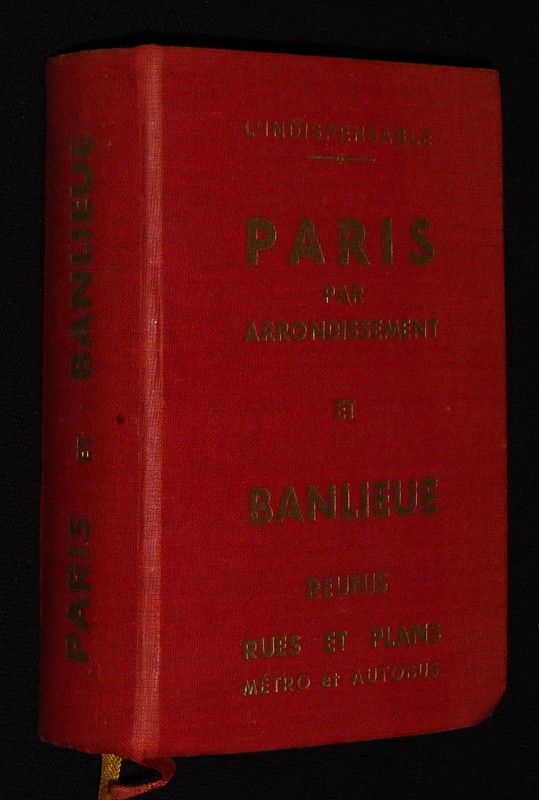 L'INDISPENSABLE
PARIS
PAR
ARRONDISSEMENT
ET
BANLIEUE
REUNIS
RUES ET PLANS
MÉTRO et AUTOBUS
PARIS ET BANLIEUE